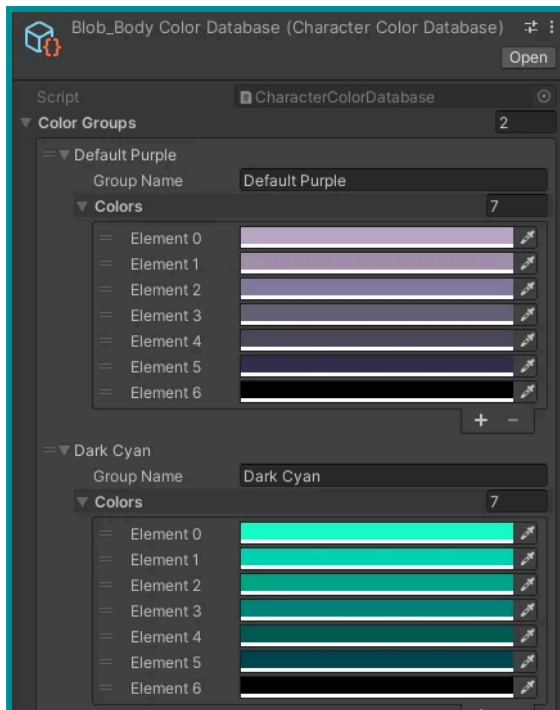 Blob_Body Color Database (Character Color Database)
Open
Script CharacterColorDatabase
Color Groups 2
Default Purple
Group Name Default Purple
Colors 7
Element 0
Element 1
Element 2
Element 3
Element 4
Element 5
Element 6
+ −
Dark Cyan
Group Name Dark Cyan
Colors 7
Element 0
Element 1
Element 2
Element 3
Element 4
Element 5
Element 6